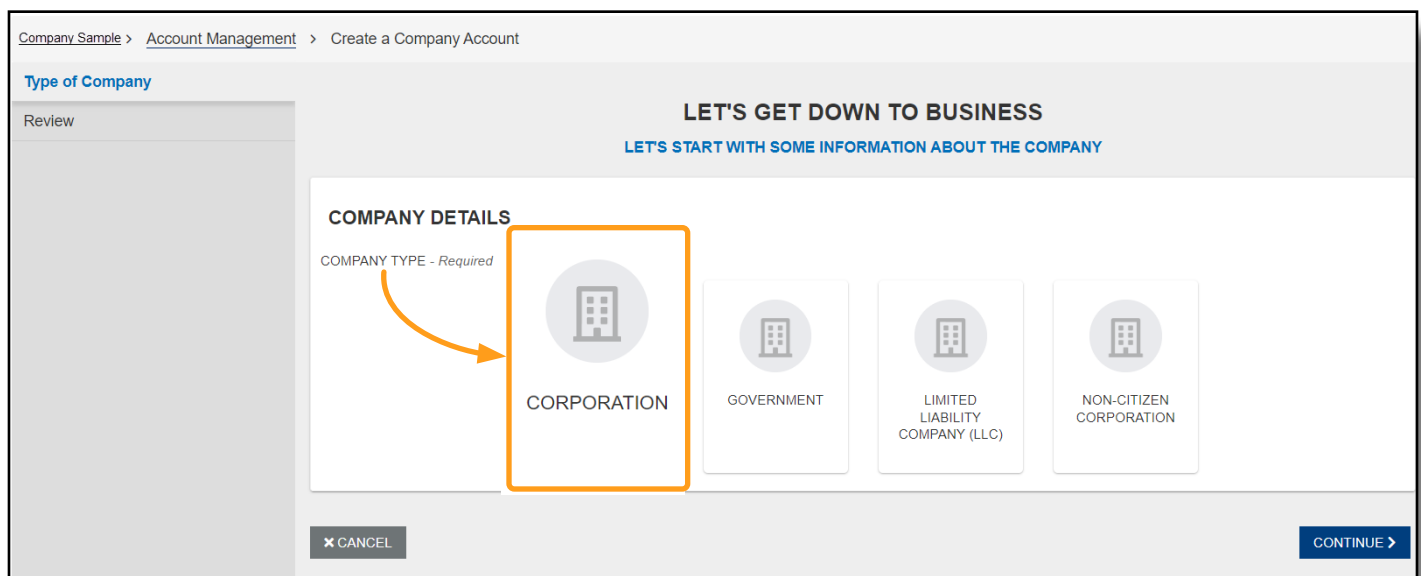 Company Sample > Account Management > Create a Company Account
Type of Company
Review
LET'S GET DOWN TO BUSINESS
LET'S START WITH SOME INFORMATION ABOUT THE COMPANY
COMPANY DETAILS
COMPANY TYPE - Required
CORPORATION
GOVERNMENT
LIMITED
LIABILITY
COMPANY (LLC)
NON-CITIZEN
CORPORATION
CANCEL
CONTINUE